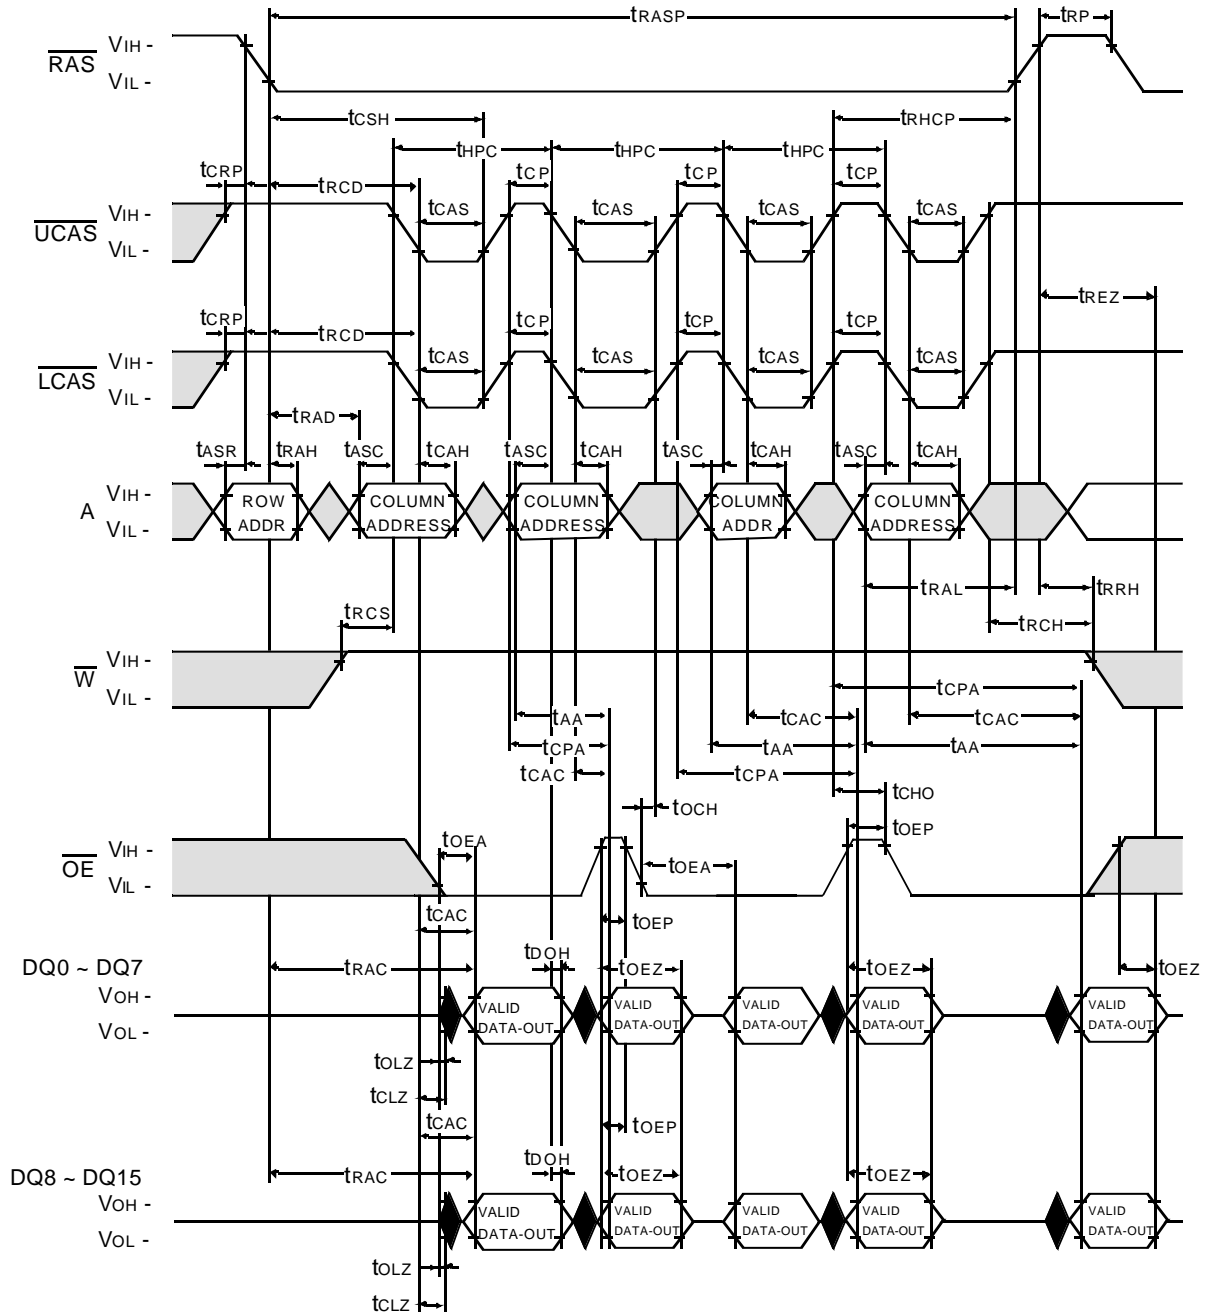 tRASP tRP
RAS VIH -
VIL -
tCSH tRHCP
tHPC tHPC tHPC
tCRP tCP tCP tCP
tRCD
UCAS VIH -
VIL -
tCAS tCAS tCAS tCAS
tREZ
tCRP tCP tCP tCP
tRCD
LCAS VIH -
VIL -
tCAS tCAS tCAS tCAS
tRAD
tASR tRAH tASC tCAH tASC tCAH tASC tCAH tASC tCAH
A VIH -
VIL -
ROW ADDR
COLUMN ADDRESS
COLUMN ADDRESS
COLUMN ADDR
COLUMN ADDRESS
tRAL tRRH
tRCS tRCH
W VIH -
VIL -
tCPA
tAA tCAC tCAC
tCPA tAA tAA
tCAC tCPA
tCHO
tOCH
tOEP
OE VIH -
VIL -
tOEA tOEA
tCAC tOEP
DQ0 ~ DQ7
tRAC tDOH tOEZ tOEZ tOEZ
VOH -
VOL -
VALID DATA-OUT
VALID DATA-OUT
VALID DATA-OUT
VALID DATA-OUT
VALID DATA-OUT
tOLZ
tCLZ
tCAC tOEP
DQ8 ~ DQ15
tRAC tDOH tOEZ tOEZ
VOH -
VOL -
VALID DATA-OUT
VALID DATA-OUT
VALID DATA-OUT
VALID DATA-OUT
VALID DATA-OUT
tOLZ
tCLZ